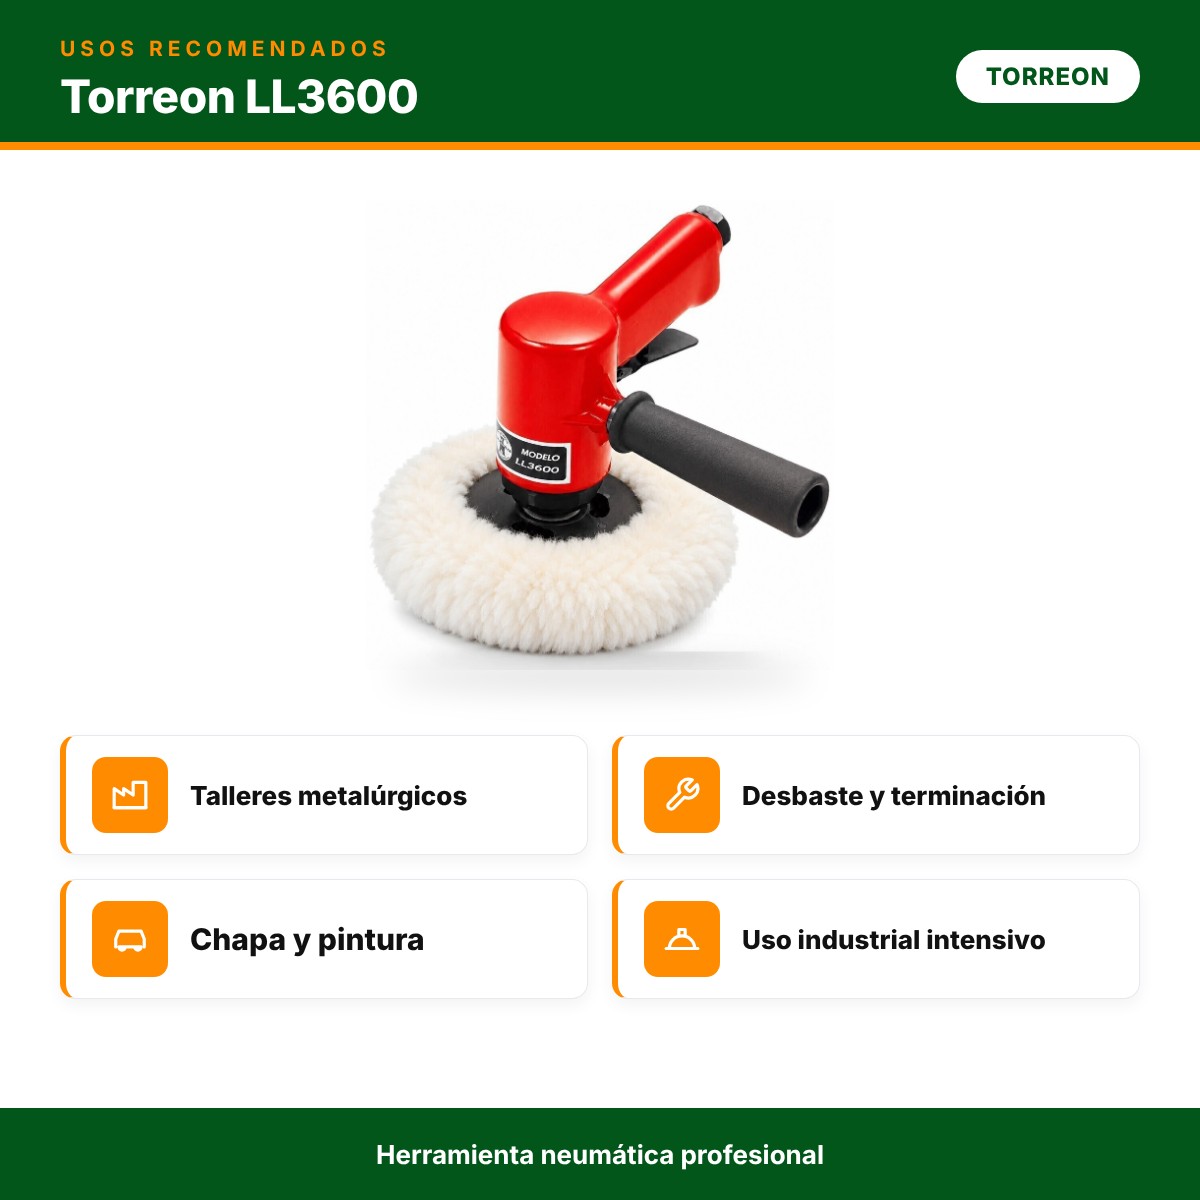 USOS RECOMENDADOS
Torreon LL3600
TORREON
MODELO
LL3600
Talleres metalúrgicos
Desbaste y terminación
Chapa y pintura
Uso industrial intensivo
Herramienta neumática profesional